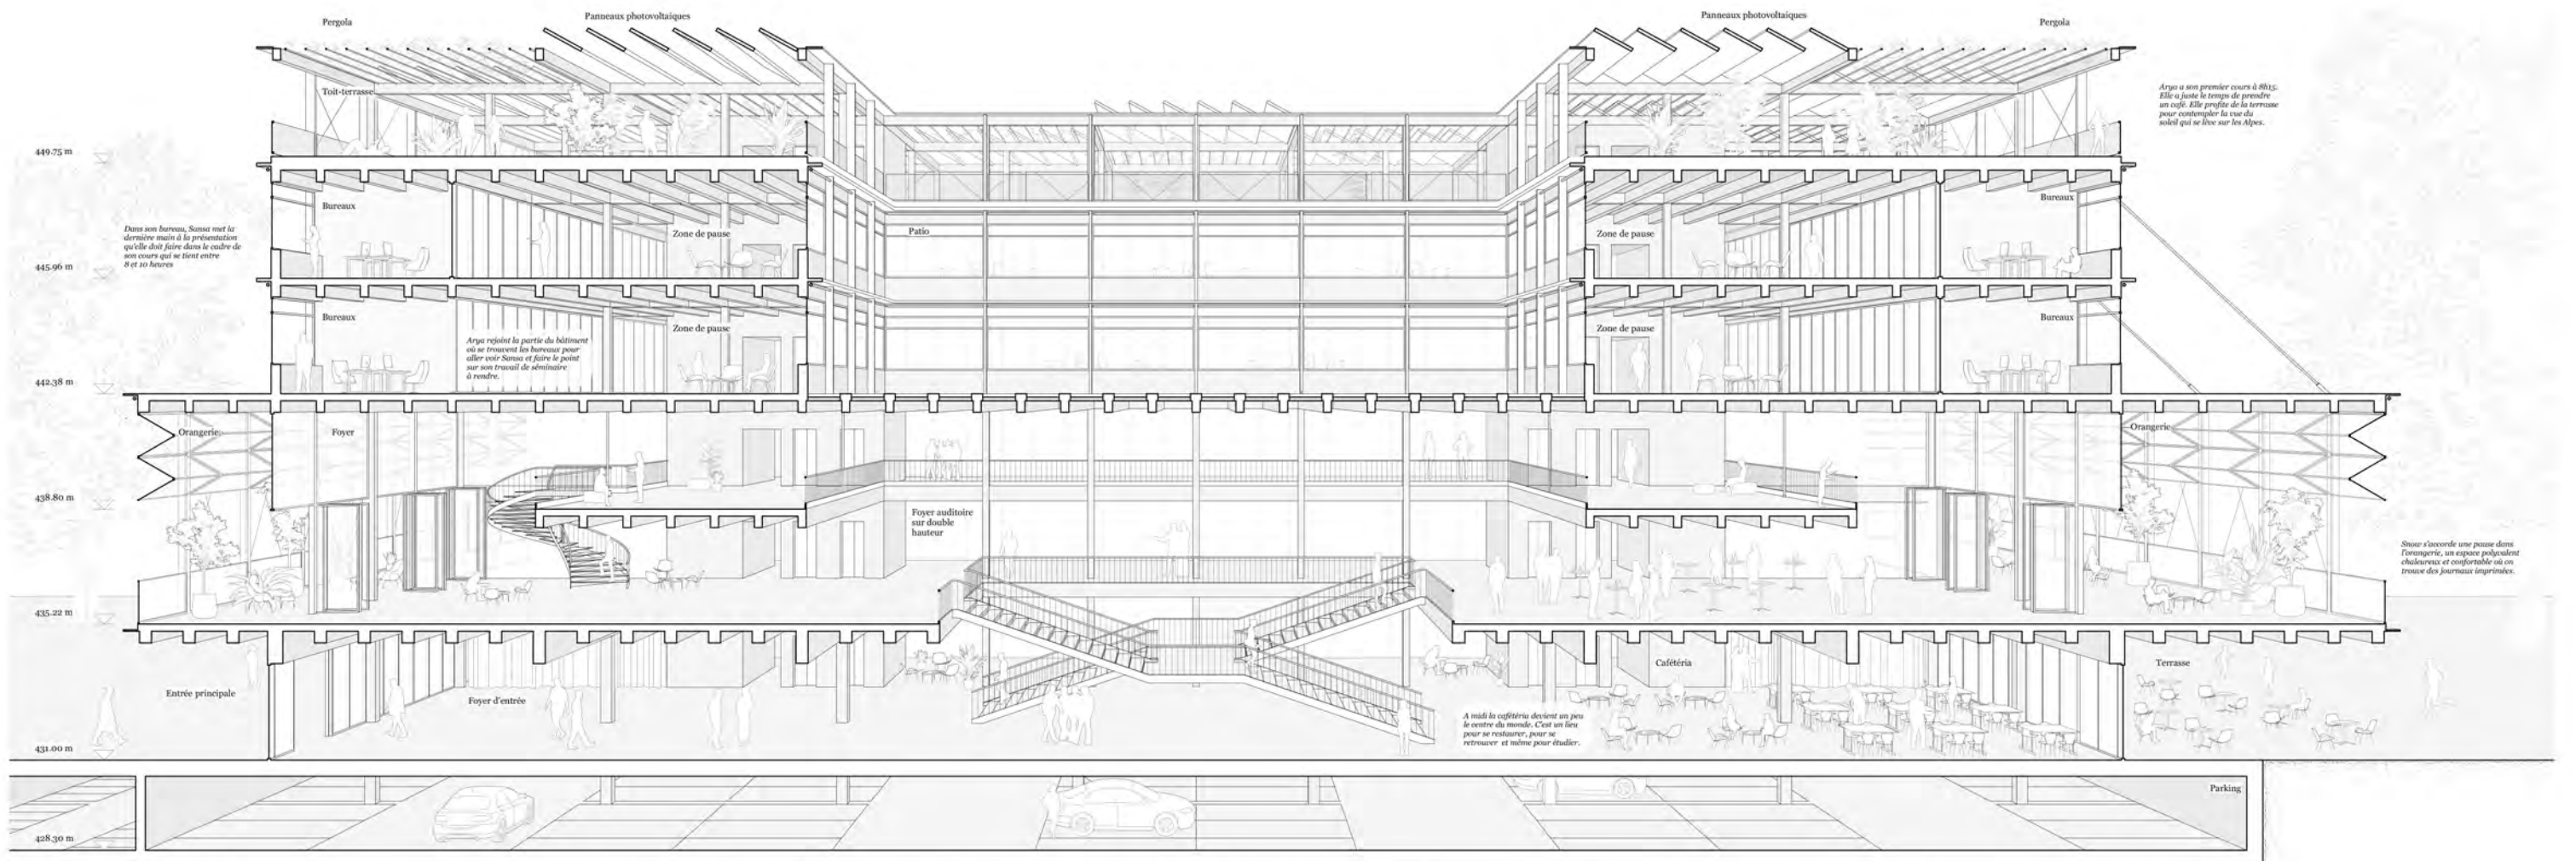 Pergola
Panneaux photovoltaiques
Panneaux photovoltaiques
Pergola
Toit-terrasse
Arya a son premier cours à 8h15.
Elle a juste le temps de prendre
un café. Elle profite de la terrasse
pour contempler la vue du
soleil qui se lève sur les Alpes.
449.75 m
Bureaux
Bureaux
Dans son bureau, Sansa met la
dernière main à la présentation
qu'elle doit faire dans le cadre de
son cours qui se tient entre
8 et 10 heures
Zone de pause
Patio
Zone de pause
445.96 m
Bureaux
Bureaux
Zone de pause
Zone de pause
Arya rejoint la partie du bâtiment
où se trouvent les bureaux pour
aller voir Sansa et faire le point
sur son travail de séminaire
à rendre.
442.38 m
Orangerie
Foyer
Orangerie
438.80 m
Foyer auditoire
sur double
hauteur
Snow s'accorde une pause dans
l'orangerie, un espace polyvalent
chaleureux et confortable où on
trouve des journaux imprimées.
435.22 m
Entrée principale
Foyer d'entrée
Cafétéria
Terrasse
A midi la cafétéria devient un peu
le centre du monde. C'est un lieu
pour se restaurer, pour se
retrouver et même pour étudier.
431.00 m
Parking
428.30 m